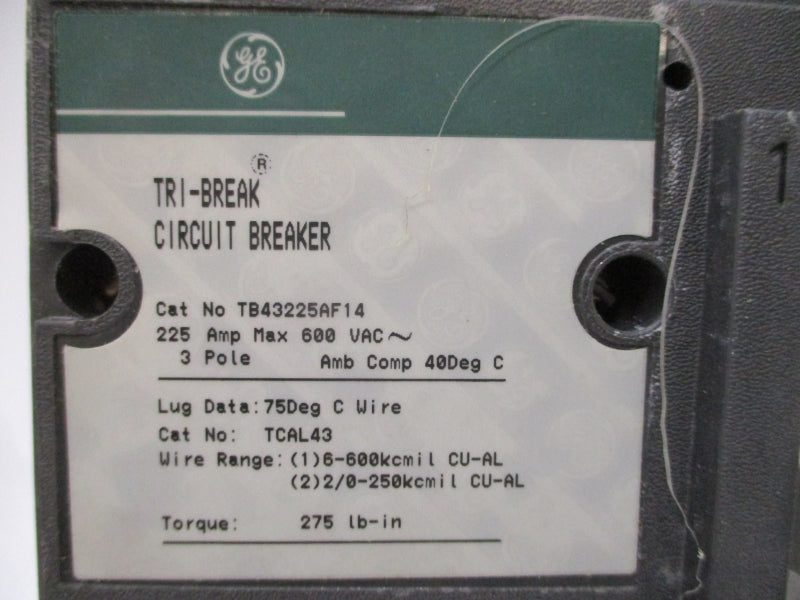 GE
TRI-BREAK®
CIRCUIT BREAKER
Cat No TB43225AF14
225 Amp Max 600 VAC~
3 Pole Amb Comp 40Deg C
Lug Data:75Deg C Wire
Cat No: TCAL43
Wire Range:(1)6-600kcmil CU-AL
(2)2/0-250kcmil CU-AL
Torque: 275 lb-in
1